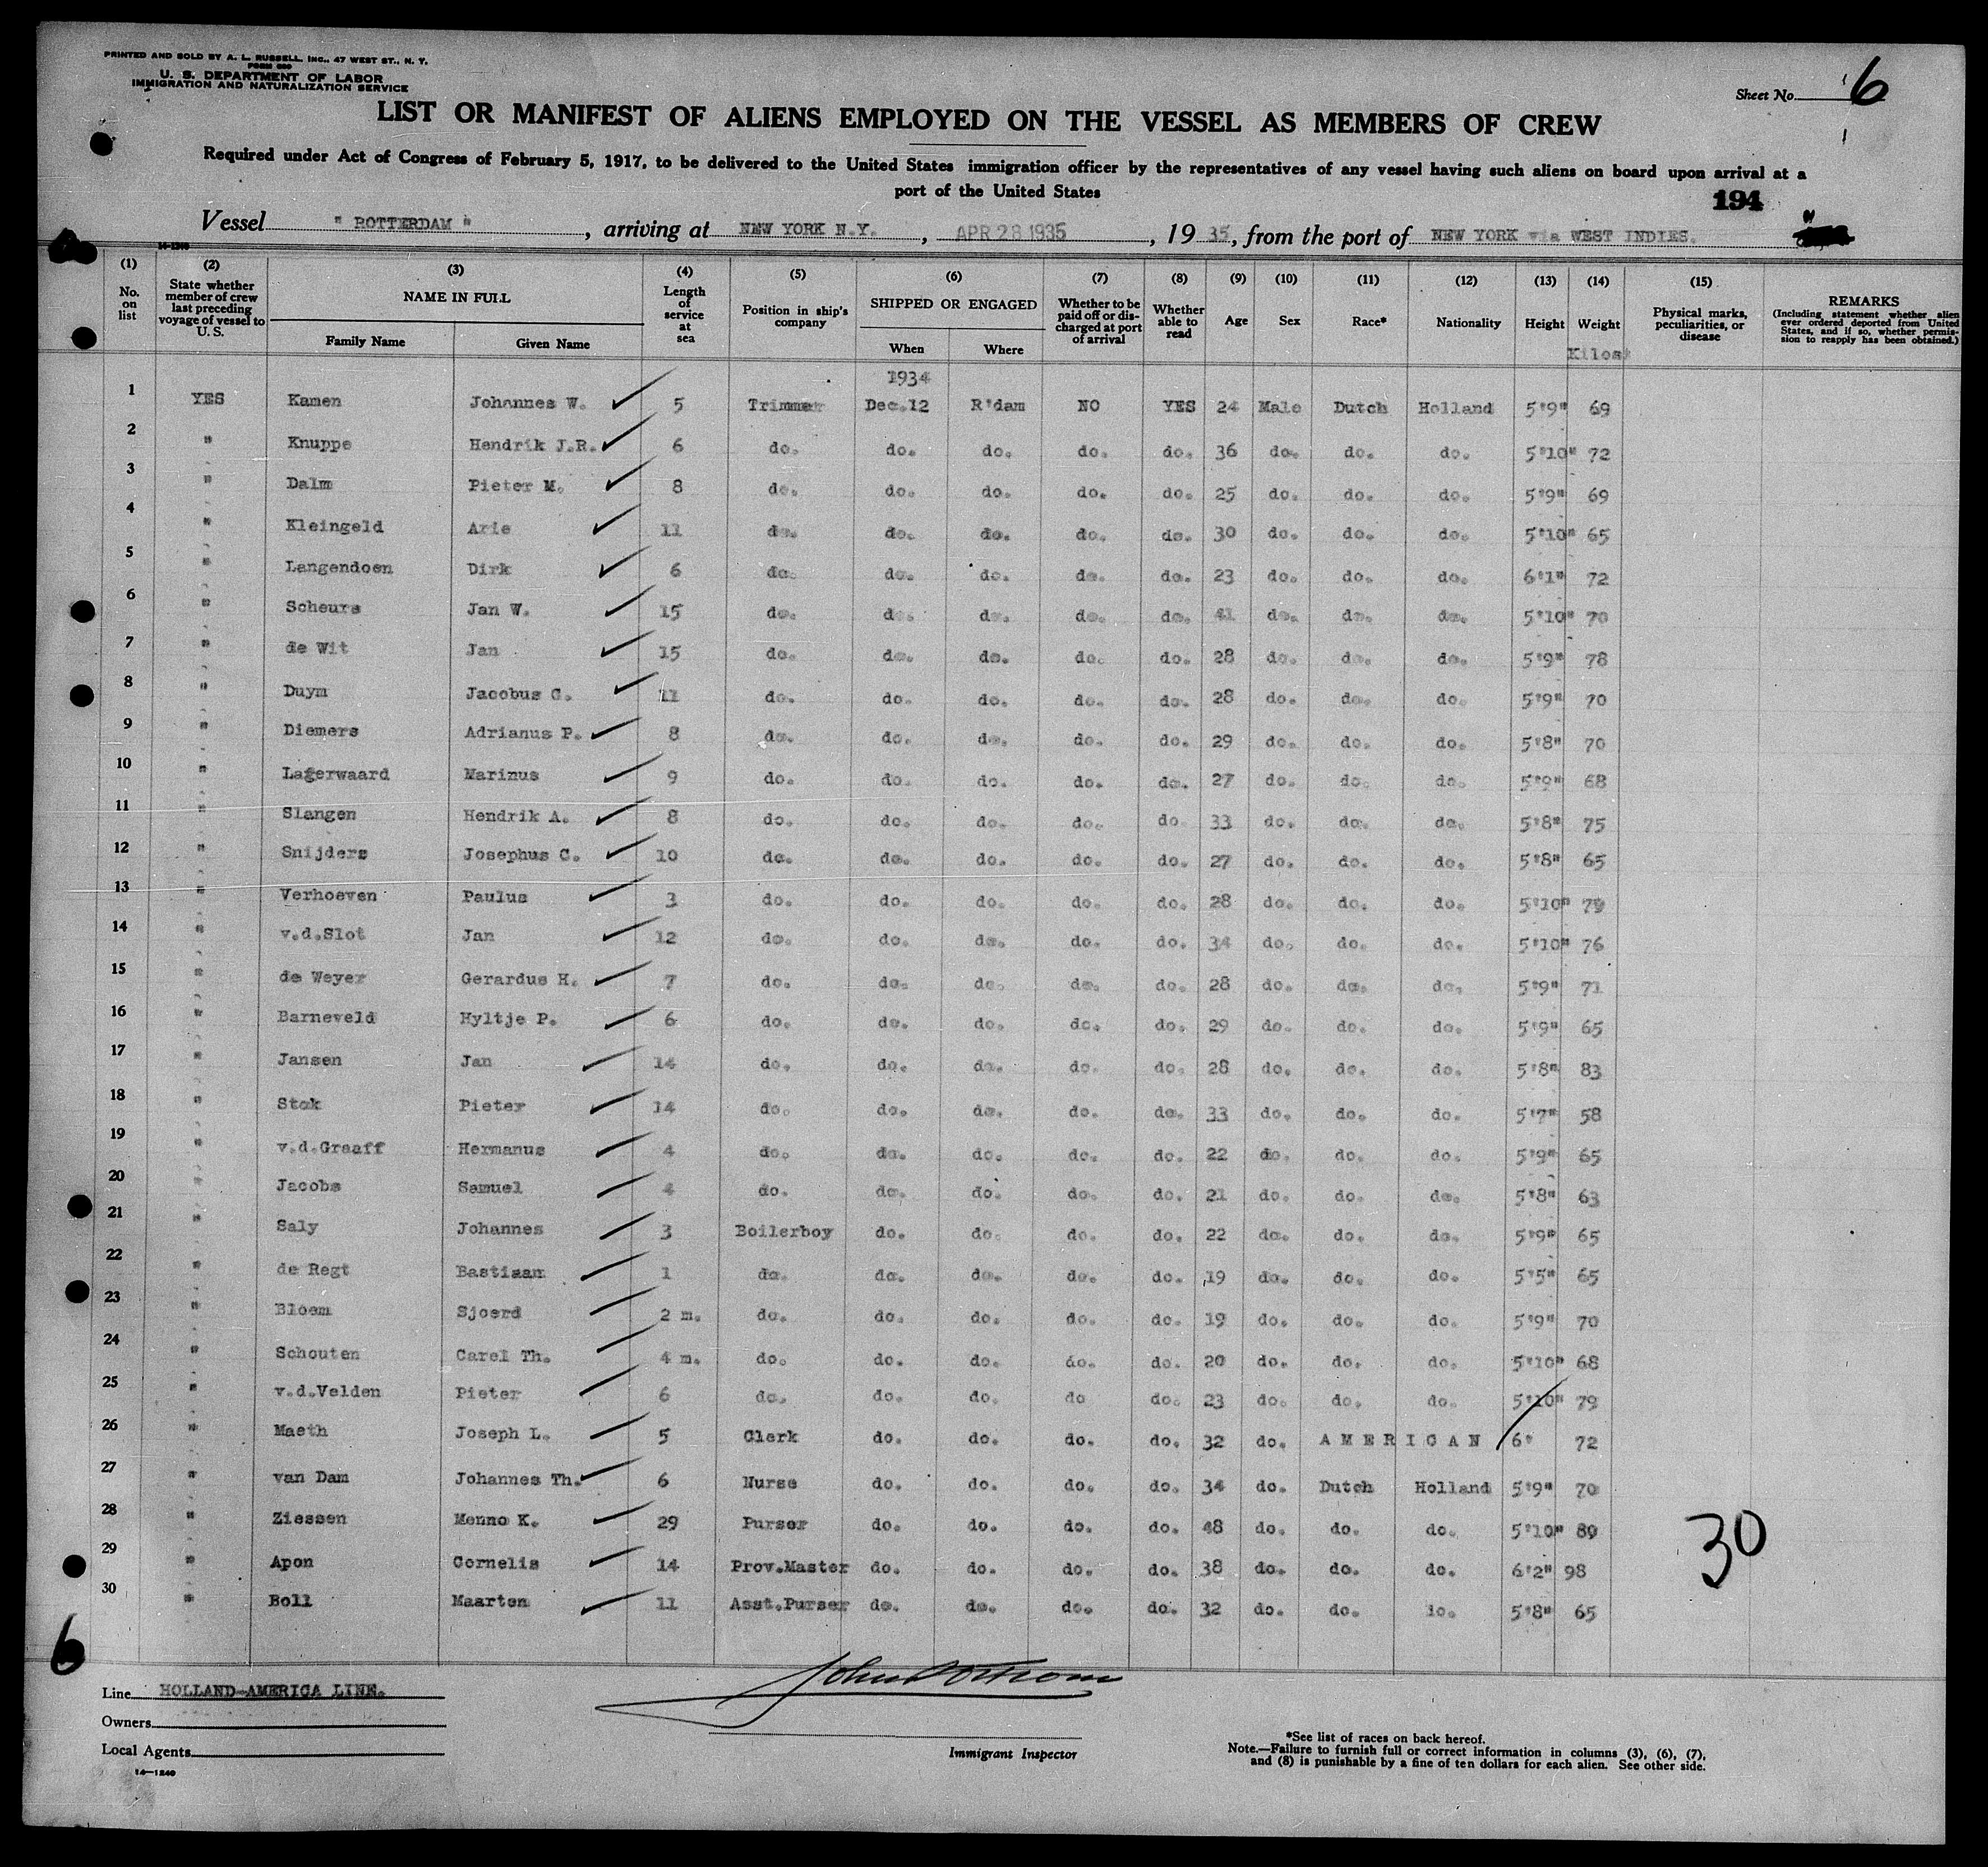 PRINTED AND SOLD BY A. L. RUSSELL, INC., 47 WEST ST., N. Y.
FORM 680
U. S. DEPARTMENT OF LABOR
IMMIGRATION AND NATURALIZATION SERVICE
Sheet No. 6
LIST OR MANIFEST OF ALIENS EMPLOYED ON THE VESSEL AS MEMBERS OF CREW
Required under Act of Congress of February 5, 1917, to be delivered to the United States immigration officer by the representatives of any vessel having such aliens on board upon arrival at a
port of the United States
194
Vessel " ROTTERDAM " , arriving at NEW YORK N.Y. , APR 28 1935 , 19 35, from the port of NEW YORK via WEST INDIES.
14-1240
(1) No. on list (2) State whether member of crew last preceding voyage of vessel to U. S. (3) NAME IN FULL Family Name Given Name (4) Length of service at sea (5) Position in ship's company (6) SHIPPED OR ENGAGED When Where (7) Whether to be paid off or discharged at port of arrival (8) Whether able to read (9) Age (10) Sex (11) Race* (12) Nationality (13) Height (14) Weight Kilos (15) Physical marks, peculiarities, or disease REMARKS (Including statement whether alien ever ordered deported from United States, and if so, whether permission to reapply has been obtained.)
1934
1 YES Kamen Johannes W. 5 Trimmer Dec.12 R'dam NO YES 24 Male Dutch Holland 5'9" 69
2 " Knuppe Hendrik J.R. 6 do. do. do. do. do. 36 do. do. do. 5'10" 72
3 " Dalm Pieter M. 8 do. do. do. do. do. 25 do. do. do. 5'9" 69
4 " Kleingeld Arie 11 do. do. do. do. do. 30 do. do. do. 5'10" 65
5 " Langendoen Dirk 6 do. do. do. do. do. 23 do. do. do. 6'1" 72
6 " Scheurs Jan W. 15 do. do. do. do. do. 41 do. do. do. 5'10" 70
7 " de Wit Jan 15 do. do. do. do. do. 28 do. do. do. 5'9" 78
8 " Duym Jacobus C. 11 do. do. do. do. do. 28 do. do. do. 5'9" 70
9 " Diemers Adrianus P. 8 do. do. do. do. do. 29 do. do. do. 5'8" 70
10 " Lagerwaard Marinus 9 do. do. do. do. do. 27 do. do. do. 5'9" 68
11 " Slangen Hendrik A. 8 do. do. do. do. do. 33 do. do. do. 5'8" 75
12 " Snijders Josephus C. 10 do. do. do. do. do. 27 do. do. do. 5'8" 65
13 " Verhoeven Paulus 3 do. do. do. do. do. 28 do. do. do. 5'10" 79
14 " v.d.Slot Jan 12 do. do. do. do. do. 34 do. do. do. 5'10" 76
15 " de Weyer Gerardus H. 7 do. do. do. do. do. 28 do. do. do. 5'9" 71
16 " Barneveld Hyltje P. 6 do. do. do. do. do. 29 do. do. do. 5'9" 65
17 " Jansen Jan 14 do. do. do. do. do. 28 do. do. do. 5'8" 83
18 " Stok Pieter 14 do. do. do. do. do. 33 do. do. do. 5'7" 58
19 " v.d.Graaff Hermanus 4 do. do. do. do. do. 22 do. do. do. 5'9" 65
20 " Jacobs Samuel 4 do. do. do. do. do. 21 do. do. do. 5'8" 63
21 " Saly Johannes 3 Boilerboy do. do. do. do. 22 do. do. do. 5'9" 65
22 " de Regt Bastiaan 1 do. do. do. do. do. 19 do. do. do. 5'5" 65
23 " Bloem Sjoerd 2 m. do. do. do. do. do. 19 do. do. do. 5'9" 70
24 " Schouten Carel Th. 4 m. do. do. do. do. do. 20 do. do. do. 5'10" 68
25 " v.d.Velden Pieter 6 do. do. do. do do. 23 do. do. do. 5'10" 79
26 " Maeth Joseph L. 5 Clerk do. do. do. do. 32 do. AMERICAN 6' 72
27 " van Dam Johannes Th. 6 Nurse do. do. do. do. 34 do. Dutch Holland 5'9" 70
28 " Ziessen Menno K. 29 Purser do. do. do. do. 48 do. do. do. 5'10" 89
29 " Apon Cornelis 14 Prov.Master do. do. do. do. 38 do. do. do. 6'2" 98
30 " Boll Maarten 11 Asst.Purser do. do. do. do. 32 do. do. do. 5'8" 65
30
6
Line HOLLAND-AMERICA LINE.
Owners
Local Agents
14-1240
Immigrant Inspector
*See list of races on back hereof.
Note.—Failure to furnish full or correct information in columns (3), (6), (7),
and (8) is punishable by a fine of ten dollars for each alien. See other side.